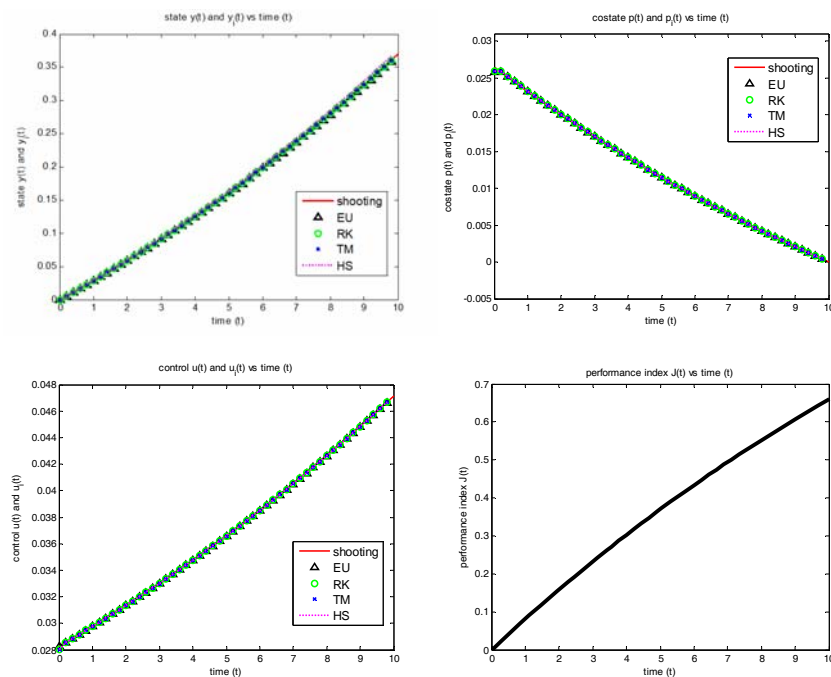 state y(t) and yi(t) vs time (t)
0.4
0.35
0.3
0.25
0.2
0.15
0.1
0.05
0
state y(t) and yi(t)
0 1 2 3 4 5 6 7 8 9 10
time (t)
shooting
EU
RK
TM
HS
costate p(t) and pi(t) vs time (t)
0.03
0.025
0.02
0.015
0.01
0.005
0
-0.005
costate p(t) and pi(t)
0 1 2 3 4 5 6 7 8 9 10
time (t)
shooting
EU
RK
TM
HS
control u(t) and ui(t) vs time (t)
0.048
0.046
0.044
0.042
0.04
0.038
0.036
0.034
0.032
0.03
0.028
control u(t) and ui(t)
0 1 2 3 4 5 6 7 8 9 10
time (t)
shooting
EU
RK
TM
HS
performance index J(t) vs time (t)
0.7
0.6
0.5
0.4
0.3
0.2
0.1
0
performance index J(t)
0 1 2 3 4 5 6 7 8 9 10
time (t)